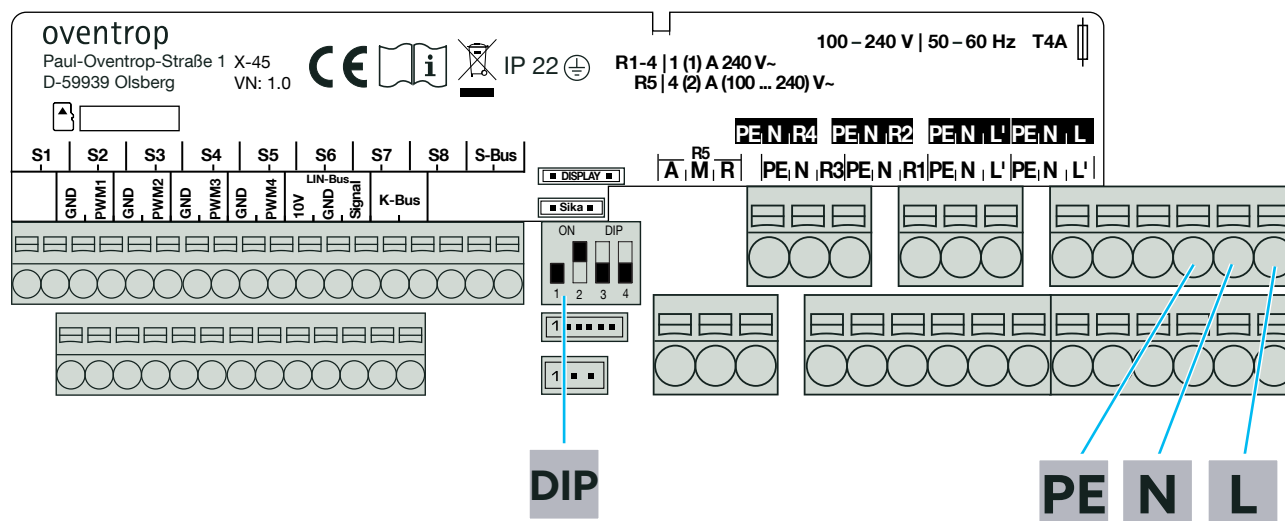 oventrop
Paul-Oventrop-Straße 1 X-45
D-59939 Olsberg VN: 1.0
CE i IP 22
R1-4 | 1 (1) A 240 V~
R5 | 4 (2) A (100 ... 240) V~
100 – 240 V | 50 – 60 Hz T4A
PE N R4 PE N R2 PE N L' PE N L
R5
A M R PE N R3 PE N R1 PE N L' PE N L'
S1 S2 S3 S4 S5 S6 S7 S8 S-Bus
GND PWM1 GND PWM2 GND PWM3 GND PWM4 10V LIN-Bus GND Signal K-Bus
DISPLAY
Sika
ON DIP
1 2 3 4
1
1
DIP
PE N L